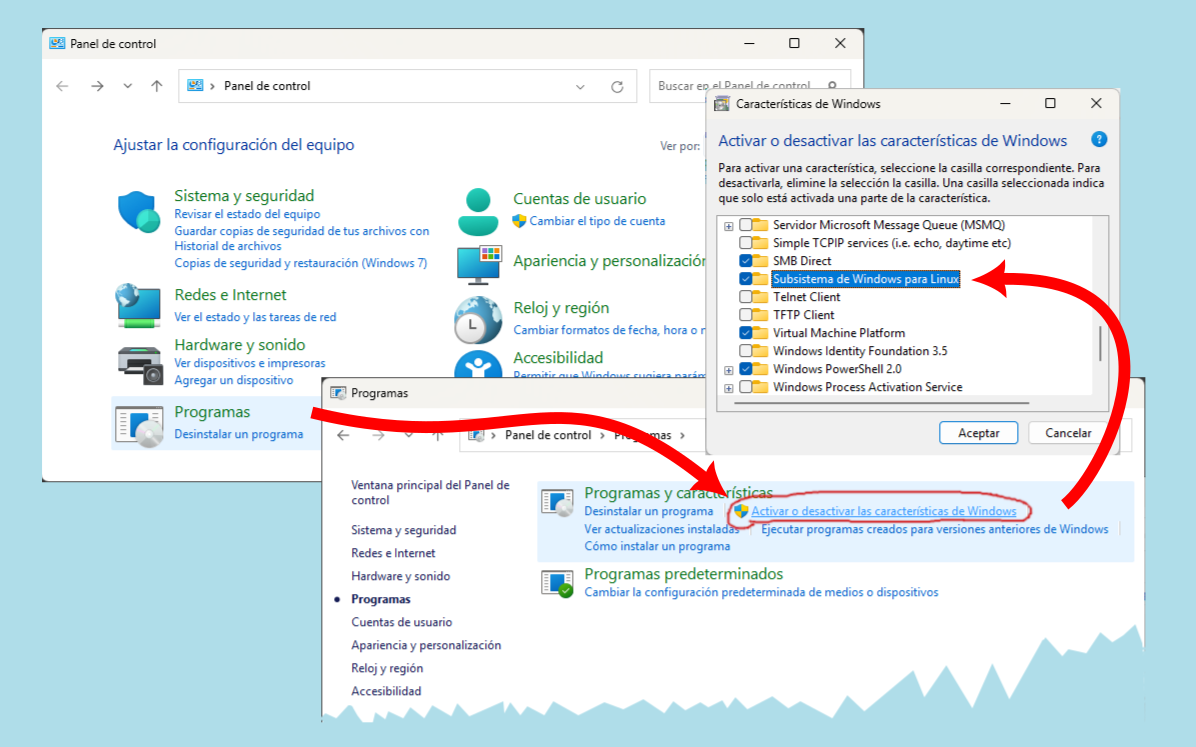 Panel de control
Panel de control
Buscar en el Panel de control
Ajustar la configuración del equipo
Ver por:
Sistema y seguridad
Revisar el estado del equipo
Guardar copias de seguridad de tus archivos con
Historial de archivos
Copias de seguridad y restauración (Windows 7)
Redes e Internet
Ver el estado y las tareas de red
Hardware y sonido
Ver dispositivos e impresoras
Agregar un dispositivo
Programas
Desinstalar un programa
Cuentas de usuario
Cambiar el tipo de cuenta
Apariencia y personalización
Reloj y región
Cambiar formatos de fecha, hora o
Accesibilidad
Permitir que Windows sugiera
Características de Windows
Activar o desactivar las características de Windows
Para activar una característica, seleccione la casilla correspondiente. Para
desactivarla, elimine la selección la casilla. Una casilla seleccionada indica
que solo está activada una parte de la característica.
Servidor Microsoft Message Queue (MSMQ)
Simple TCPIP services (i.e. echo, daytime etc)
SMB Direct
Subsistema de Windows para Linux
Telnet Client
TFTP Client
Virtual Machine Platform
Windows Identity Foundation 3.5
Windows PowerShell 2.0
Windows Process Activation Service
Aceptar Cancelar
Programas
Panel de control > Programas >
Ventana principal del Panel de
control
Sistema y seguridad
Redes e Internet
Hardware y sonido
Programas
Cuentas de usuario
Apariencia y personalización
Reloj y región
Accesibilidad
Programas y características
Desinstalar un programa Activar o desactivar las características de Windows
Ver actualizaciones instaladas Ejecutar programas creados para versiones anteriores de Windows
Cómo instalar un programa
Programas predeterminados
Cambiar la configuración predeterminada de medios o dispositivos